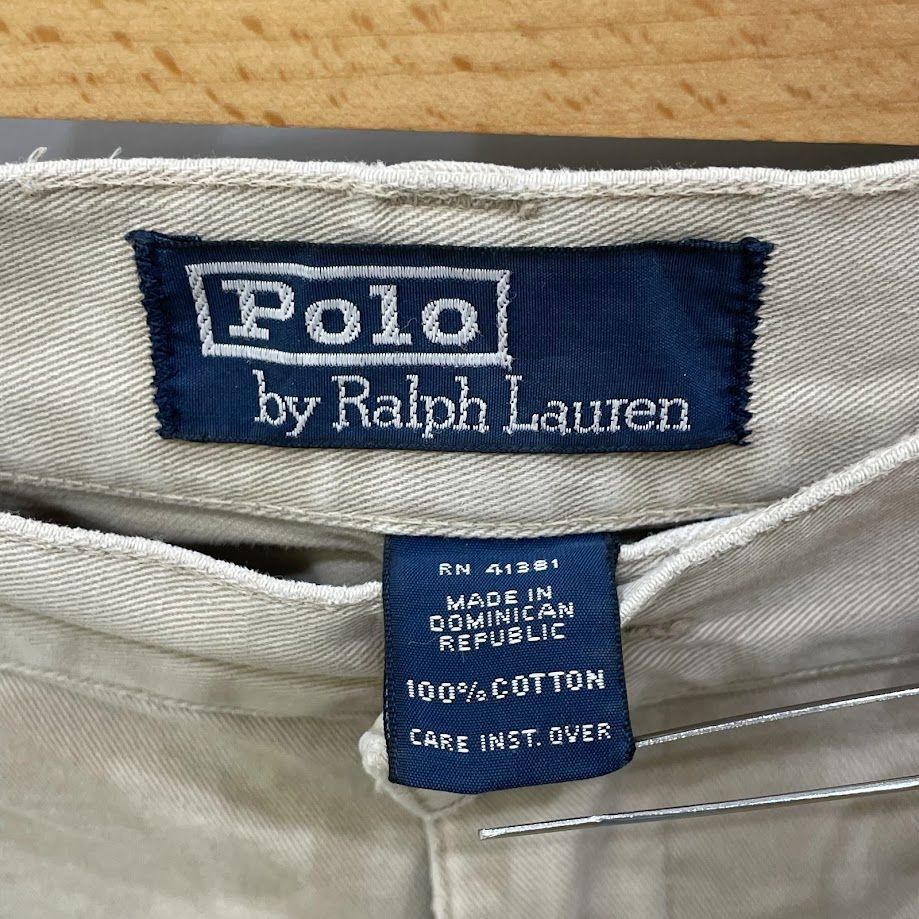 Polo
by Ralph Lauren
RN 41381
MADE IN
DOMINICAN
REPUBLIC
100% COTTON
CARE INST. OVER